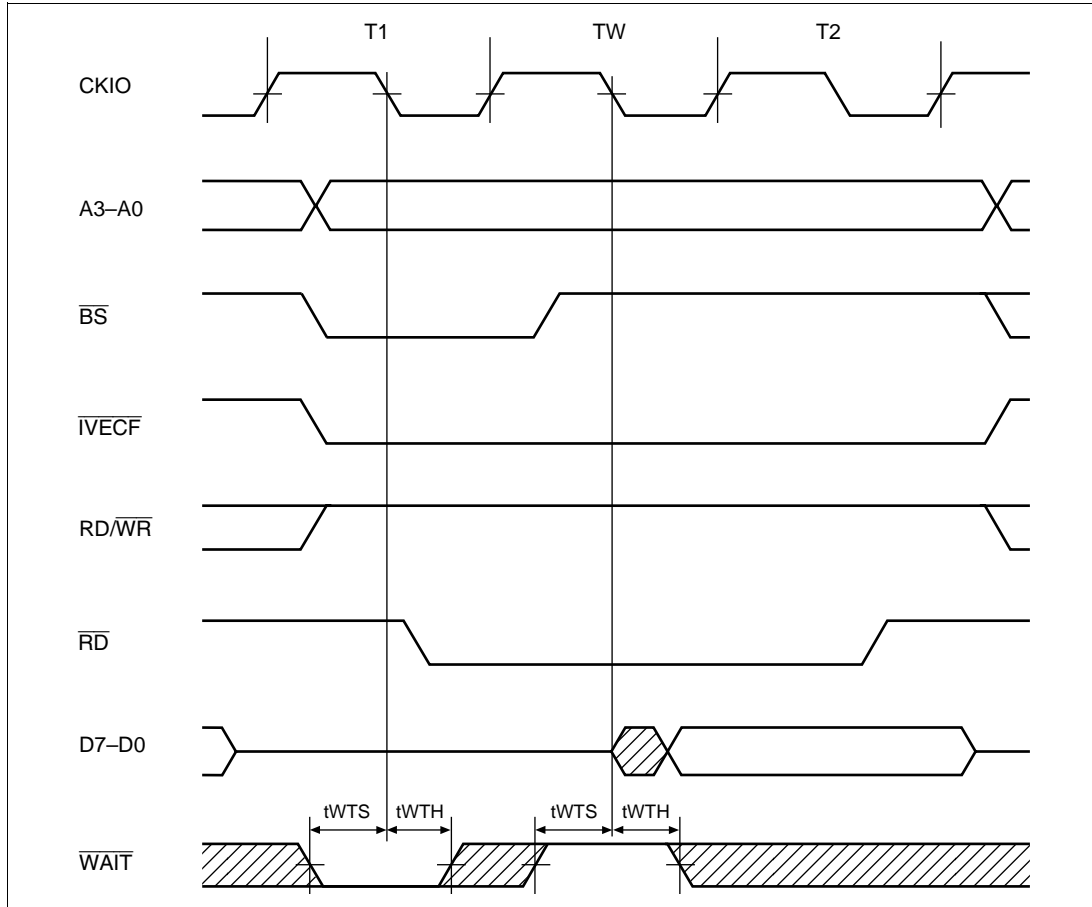 T1 TW T2
CKIO
A3–A0
BS
IVECF
RD/WR
RD
D7–D0
tWTS tWTH tWTS tWTH
WAIT